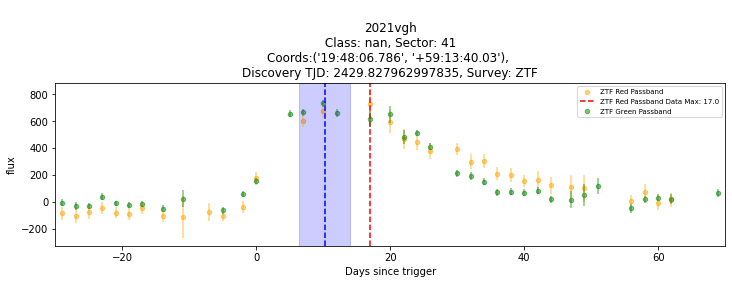 2021vgh
Class: nan, Sector: 41
Coords:('19:48:06.786', '+59:13:40.03'),
Discovery TJD: 2429.827962997835, Survey: ZTF
ZTF Red Passband
ZTF Red Passband Data Max: 17.0
ZTF Green Passband
flux
800
600
400
200
0
−200
−20
0
20
40
60
Days since trigger